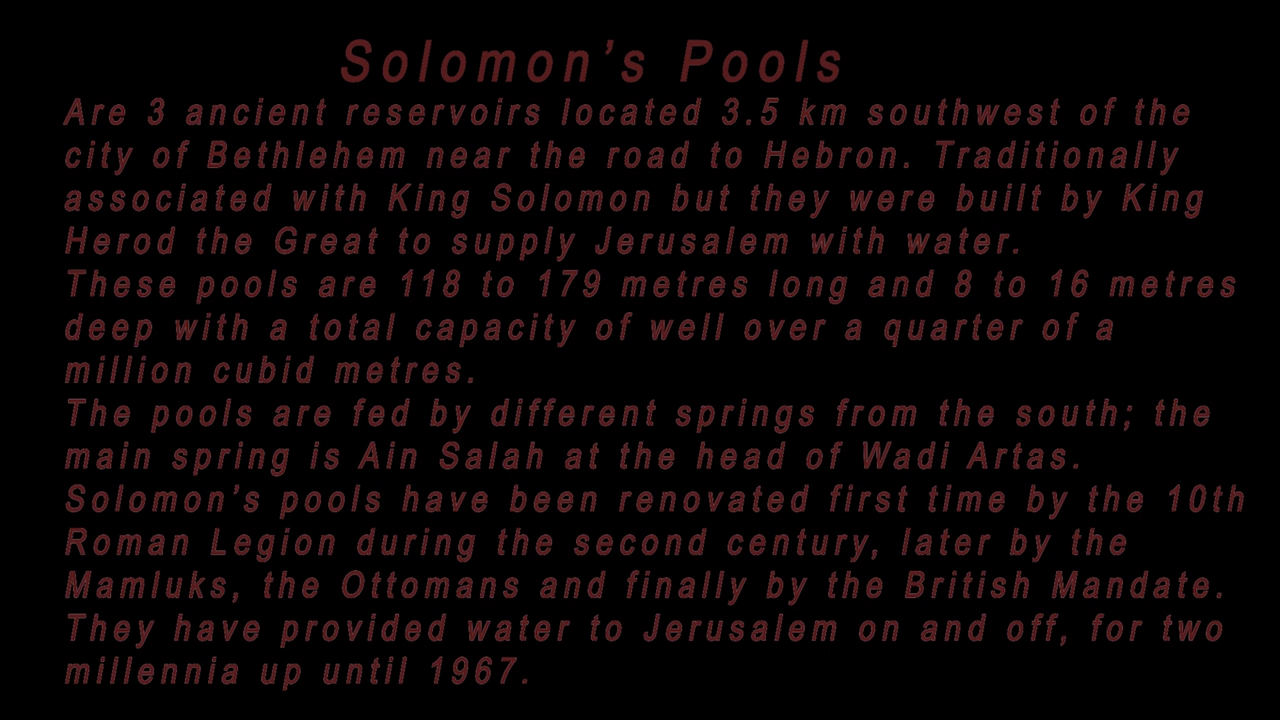 Solomon’s Pools
Are 3 ancient reservoirs located 3.5 km southwest of the
city of Bethlehem near the road to Hebron. Traditionally
associated with King Solomon but they were built by King
Herod the Great to supply Jerusalem with water.
These pools are 118 to 179 metres long and 8 to 16 metres
deep with a total capacity of well over a quarter of a
million cubid metres.
The pools are fed by different springs from the south; the
main spring is Ain Salah at the head of Wadi Artas.
Solomon’s pools have been renovated first time by the 10th
Roman Legion during the second century, later by the
Mamluks, the Ottomans and finally by the British Mandate.
They have provided water to Jerusalem on and off, for two
millennia up until 1967.